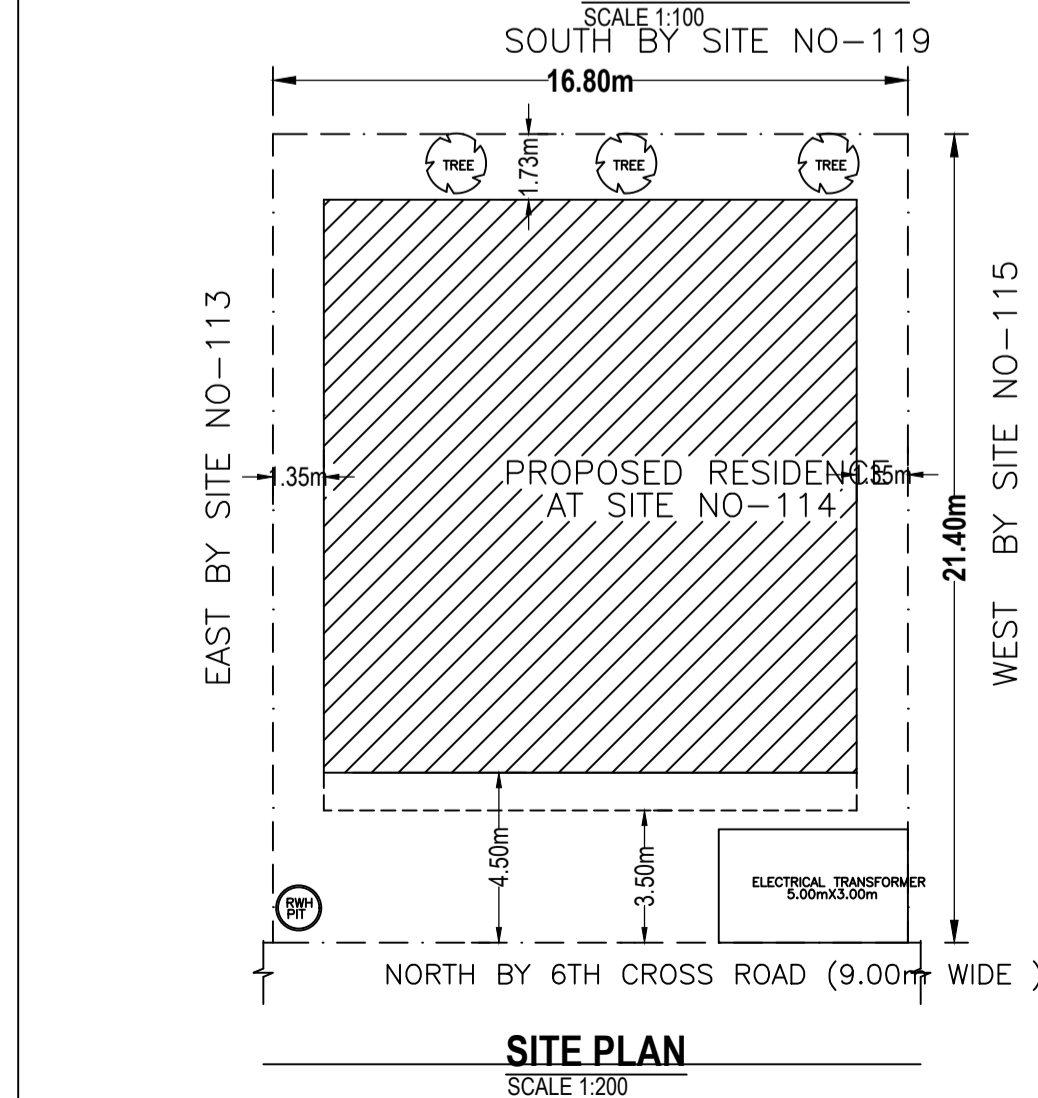 SCALE 1:100
SOUTH BY SITE NO-119
16.80m
TREE
TREE
TREE
1.73m
EAST BY SITE NO-113
WEST BY SITE NO-115
1.35m
PROPOSED RESIDENCE
1.35m
AT SITE NO-114
21.40m
4.50m
3.50m
ELECTRICAL TRANSFORMER
5.00mX3.00m
RWH
PIT
NORTH BY 6TH CROSS ROAD (9.00m WIDE )
SITE PLAN
SCALE 1:200